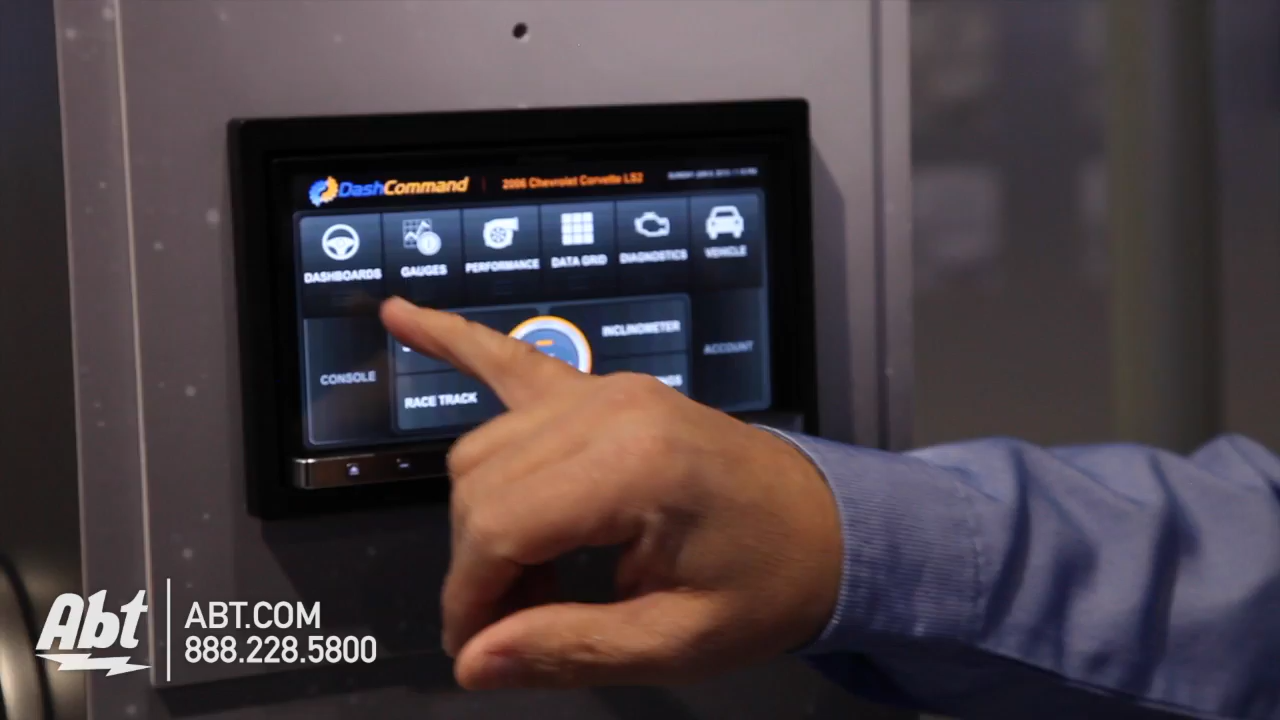 DashCommand
2006 Chevrolet Corvette LS2
DASHBOARDS
GAUGES
PERFORMANCE
DATA GRID
DIAGNOSTICS
VEHICLE
INCLINOMETER
CONSOLE
ACCOUNT
RACE TRACK
Abt
ABT.COM
888.228.5800